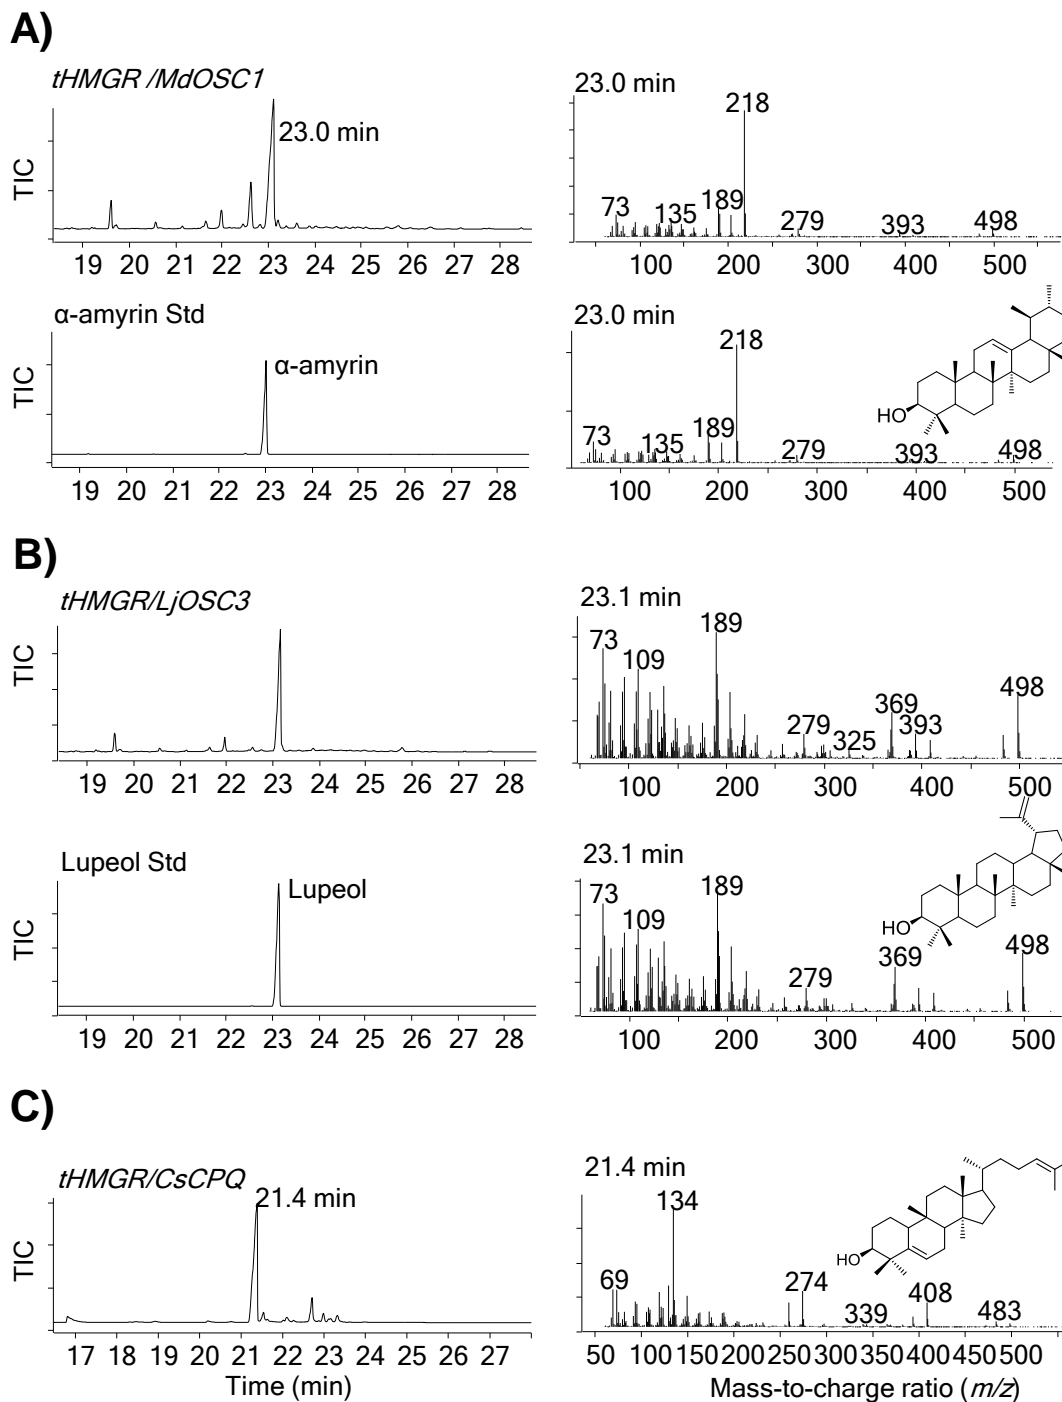 A)
tHMGR /MdOSC1
TIC
23.0 min
19 20 21 22 23 24 25 26 27 28
23.0 min
218
73
135
189
279
393
498
100 200 300 400 500
α-amyrin Std
TIC
α-amyrin
19 20 21 22 23 24 25 26 27 28
23.0 min
218
73
135
189
279
393
498
HO
100 200 300 400 500
B)
tHMGR/LjOSC3
TIC
19 20 21 22 23 24 25 26 27 28
23.1 min
73
109
189
279
325
369
393
498
100 200 300 400 500
Lupeol Std
TIC
Lupeol
19 20 21 22 23 24 25 26 27 28
23.1 min
73
109
189
279
369
498
HO
100 200 300 400 500
C)
tHMGR/CsCPQ
TIC
21.4 min
17 18 19 20 21 22 23 24 25 26 27
Time (min)
21.4 min
69
134
274
339
408
483
HO
50 100 150 200 250 300 350 400 450 500
Mass-to-charge ratio (m/z)